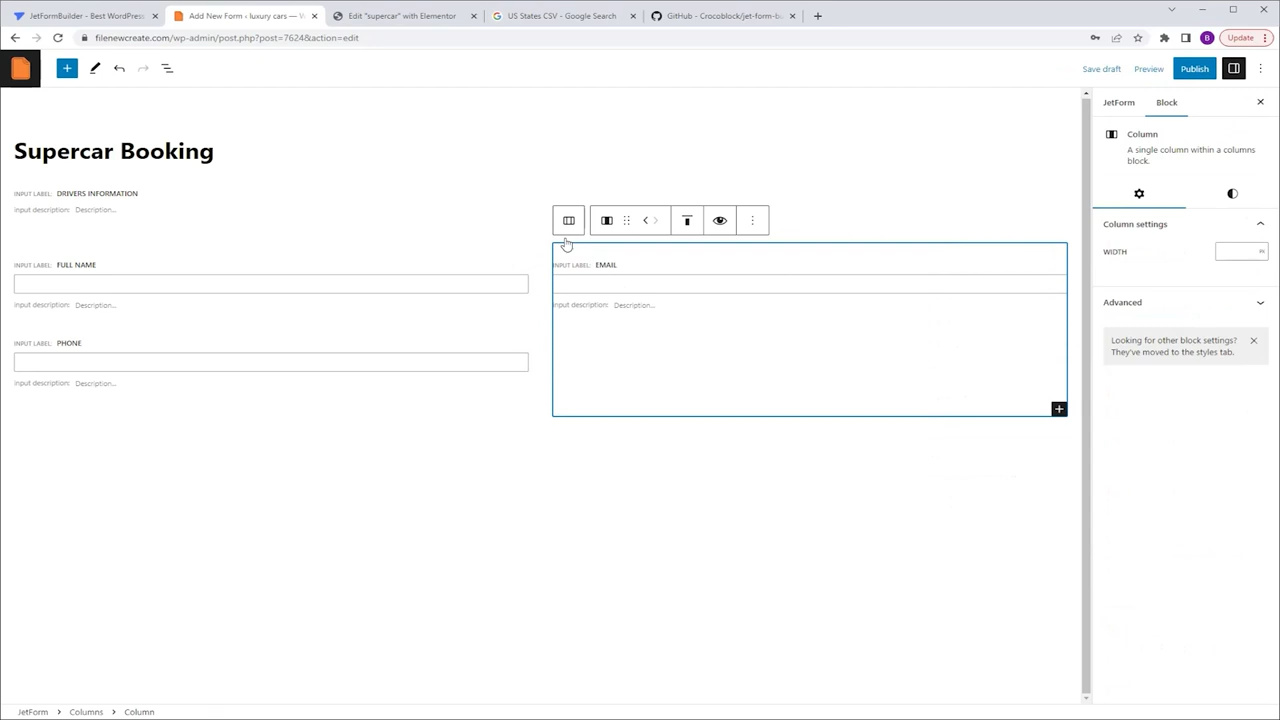 JetFormBuilder - Best WordPress
Add New Form ‹ luxury cars — W
Edit "supercar" with Elementor
US States CSV - Google Search
GitHub - Crocoblock/jet-form-bu
filenewcreate.com/wp-admin/post.php?post=7624&action=edit
B
Update
Save draft
Preview
Publish
JetForm
Block
Column
A single column within a columns
block.
Column settings
WIDTH
Advanced
Looking for other block settings?
They've moved to the styles tab.
Supercar Booking
INPUT LABEL: DRIVERS INFORMATION
input description: Description...
INPUT LABEL: FULL NAME
input description: Description...
INPUT LABEL: EMAIL
input description: Description...
INPUT LABEL: PHONE
input description: Description...
JetForm > Columns > Column